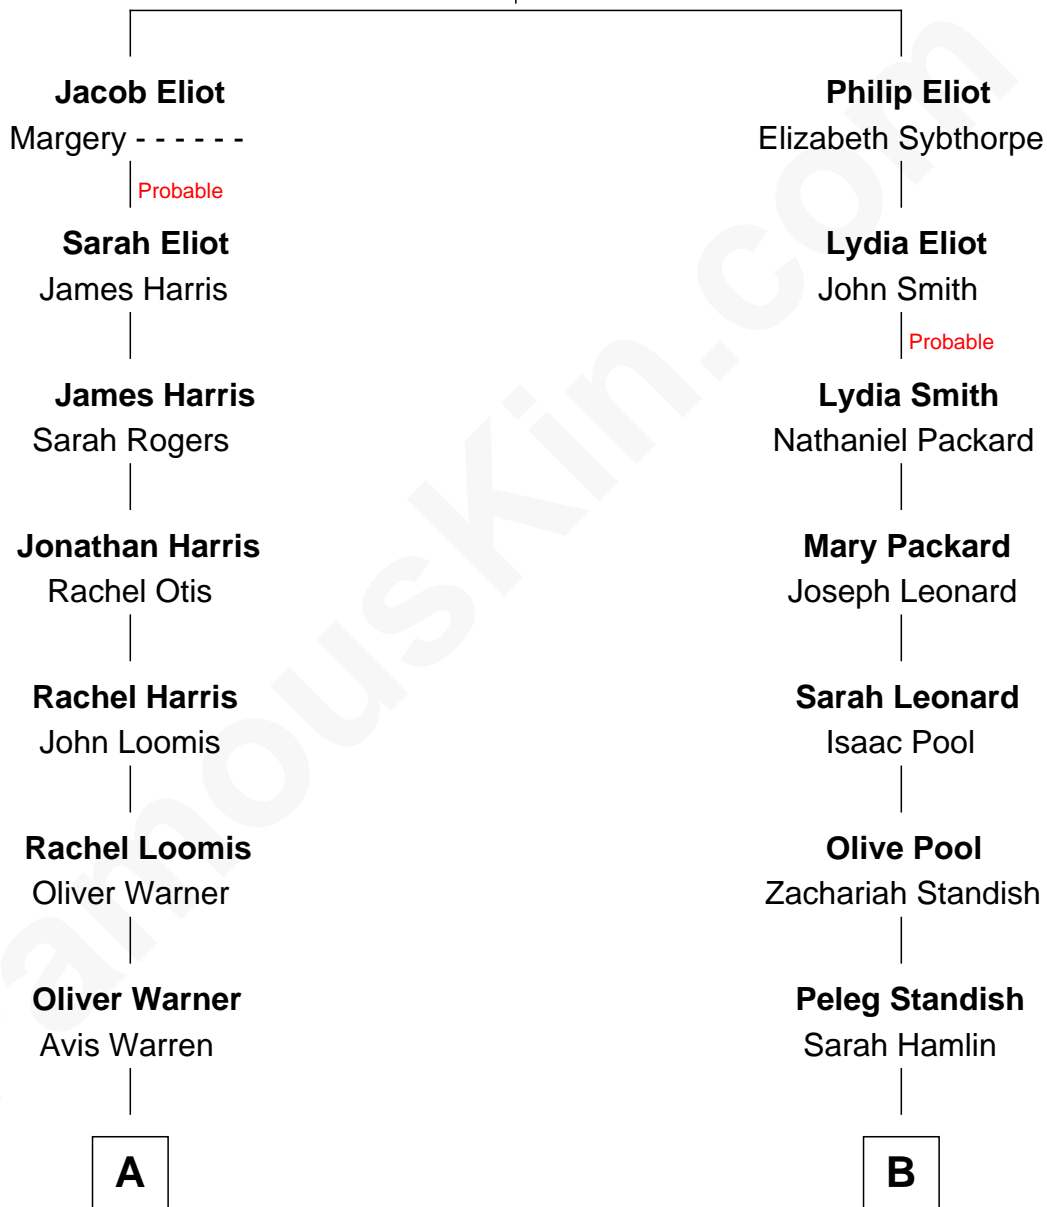 Jacob Eliot
Margery - - - - - -
Probable
Sarah Eliot
James Harris
James Harris
Sarah Rogers
Jonathan Harris
Rachel Otis
Rachel Harris
John Loomis
Rachel Loomis
Oliver Warner
Oliver Warner
Avis Warren
A
Philip Eliot
Elizabeth Sybthorpe
Lydia Eliot
John Smith
Probable
Lydia Smith
Nathaniel Packard
Mary Packard
Joseph Leonard
Sarah Leonard
Isaac Pool
Olive Pool
Zachariah Standish
Peleg Standish
Sarah Hamlin
B
amousKin.com